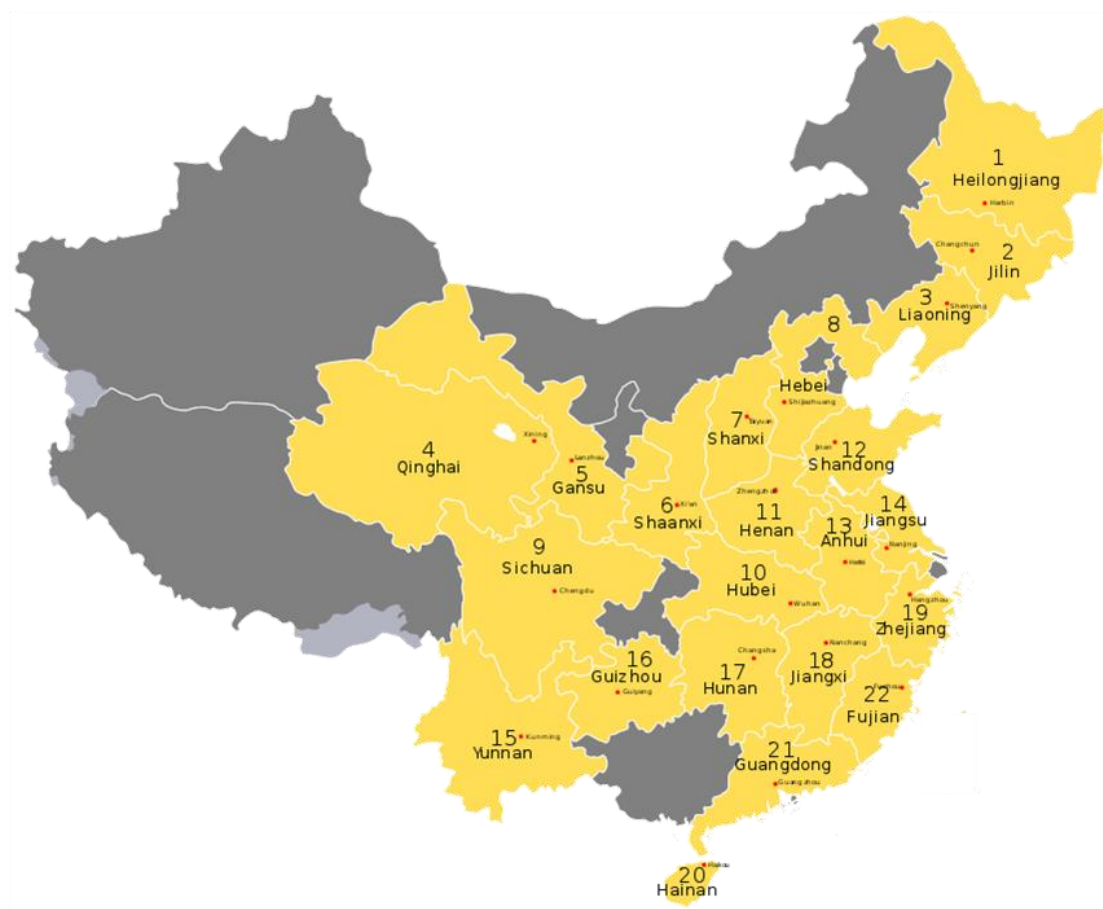 1
Heilongjiang
Harbin
Changchun
2
Jilin
3
Shenyang
Liaoning
8
Hebei
Shijiazhuang
7
Taiyuan
Shanxi
4
Qinghai
Xining
Lanzhou
5
Gansu
6
Xi'an
Shaanxi
Jinan
12
Shandong
Zhengzhou
11
Henan
13
Anhui
Hefei
14
Jiangsu
Nanjing
9
Sichuan
Chengdu
10
Hubei
Wuhan
Hangzhou
19
Zhejiang
16
Guizhou
Guiyang
Changsha
17
Hunan
Nanchang
18
Jiangxi
Fuzhou
22
Fujian
15
Kunming
Yunnan
21
Guangdong
Guangzhou
Haikou
20
Hainan